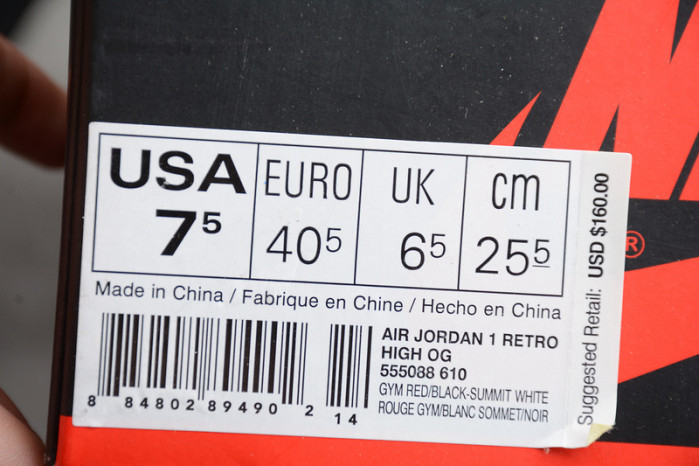 USA EURO UK cm
7⁵ 40⁵ 6⁵ 25⁵
Made in China / Fabrique en Chine / Hecho en China
AIR JORDAN 1 RETRO
HIGH OG
555088 610
GYM RED/BLACK-SUMMIT WHITE
ROUGE GYM/BLANC SOMMET/NOIR
8 84802 89490 2 14
Suggested Retail: USD $160.00
®